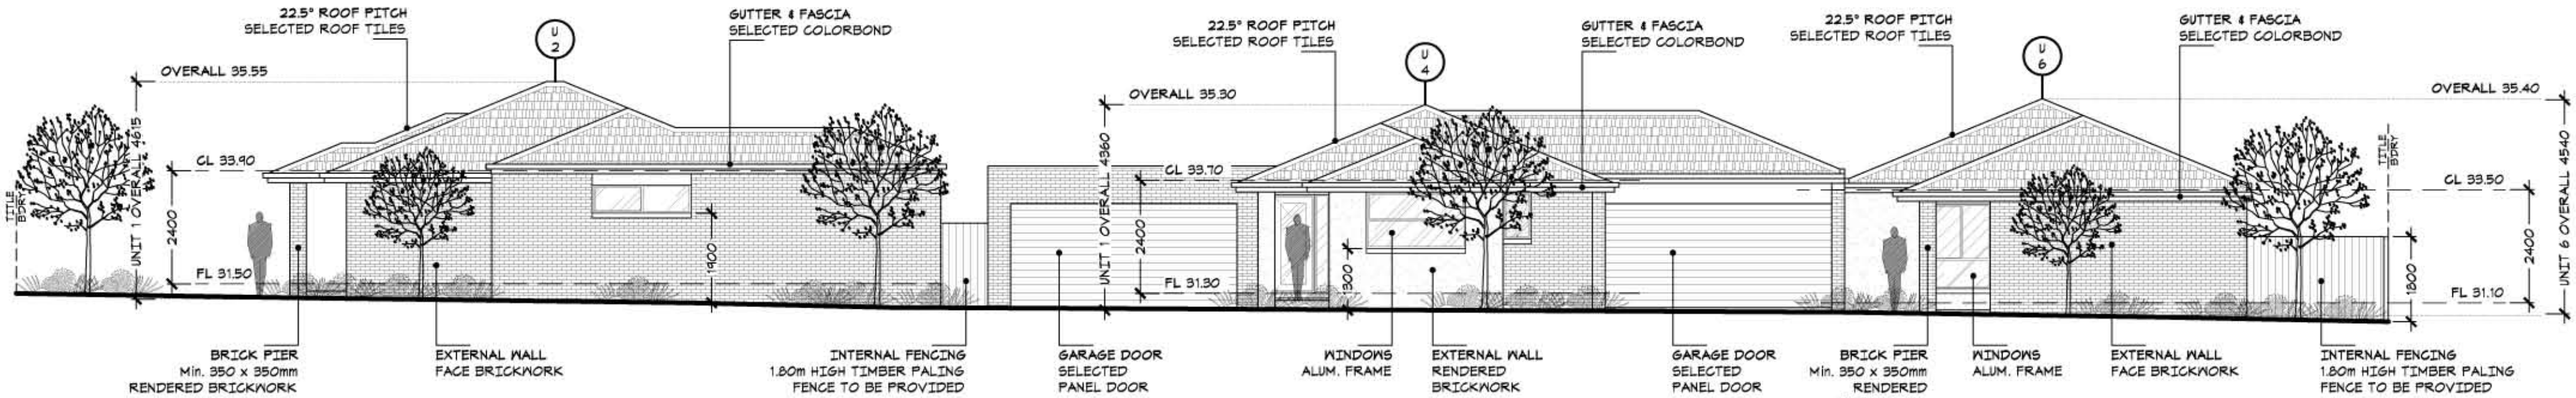 22.5° ROOF PITCH
SELECTED ROOF TILES
U
2
GUTTER & FASCIA
SELECTED COLORBOND
22.5° ROOF PITCH
SELECTED ROOF TILES
U
4
GUTTER & FASCIA
SELECTED COLORBOND
22.5° ROOF PITCH
SELECTED ROOF TILES
U
6
GUTTER & FASCIA
SELECTED COLORBOND
OVERALL 35.55
OVERALL 35.30
OVERALL 35.40
TITLE
BDRY
UNIT 1 OVERALL 4615
CL 33.90
2400
FL 31.50
1900
UNIT 1 OVERALL 4360
CL 33.70
2400
FL 31.30
1300
TITLE
BDRY
CL 33.50
1800
2400
FL 31.10
UNIT 6 OVERALL 4540
BRICK PIER
Min. 350 x 350mm
RENDERED BRICKWORK
EXTERNAL WALL
FACE BRICKWORK
INTERNAL FENCING
1.80m HIGH TIMBER PALING
FENCE TO BE PROVIDED
GARAGE DOOR
SELECTED
PANEL DOOR
WINDOWS
ALUM. FRAME
EXTERNAL WALL
RENDERED
BRICKWORK
GARAGE DOOR
SELECTED
PANEL DOOR
BRICK PIER
Min. 350 x 350mm
RENDERED
WINDOWS
ALUM. FRAME
EXTERNAL WALL
FACE BRICKWORK
INTERNAL FENCING
1.80m HIGH TIMBER PALING
FENCE TO BE PROVIDED